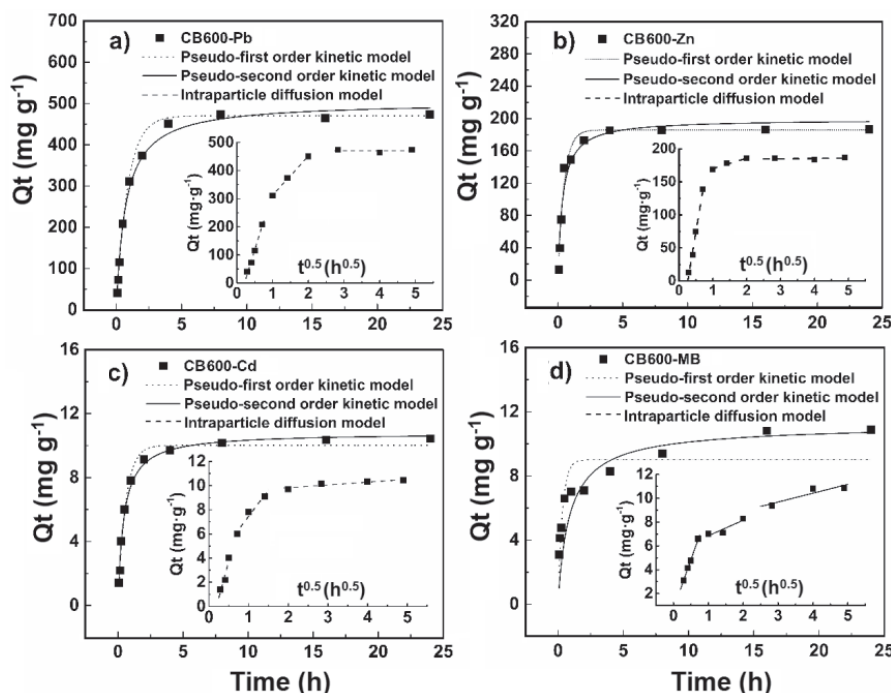 a)
CB600-Pb
Pseudo-first order kinetic model
Pseudo-second order kinetic model
Intraparticle diffusion model
Qt (mg g⁻¹)
700
600
500
400
300
200
100
0
0 5 10 15 20 25
Qt (mg·g⁻¹)
500
400
300
200
100
0
0 1 2 3 4 5
t⁰·⁵(h⁰·⁵)
b)
CB600-Zn
Pseudo-first order kinetic model
Pseudo-second order kinetic model
Intraparticle diffusion model
Qt (mg g⁻¹)
320
280
240
200
160
120
80
40
0
0 5 10 15 20 25
Qt (mg·g⁻¹)
200
150
100
50
0
0 1 2 3 4 5
t⁰·⁵(h⁰·⁵)
c)
CB600-Cd
Pseudo-first order kinetic model
Pseudo-second order kinetic model
Intraparticle diffusion model
Qt (mg g⁻¹)
16
12
8
4
0
0 5 10 15 20 25
Qt (mg·g⁻¹)
12
10
8
6
4
2
0
0 1 2 3 4 5
t⁰·⁵(h⁰·⁵)
Time (h)
d)
CB600-MB
Pseudo-first order kinetic model
Pseudo-second order kinetic model
Intraparticle diffusion model
Qt (mg g⁻¹)
16
12
8
4
0
0 5 10 15 20 25
Qt (mg·g⁻¹)
12
10
8
6
4
2
0 1 2 3 4 5
t⁰·⁵(h⁰·⁵)
Time (h)